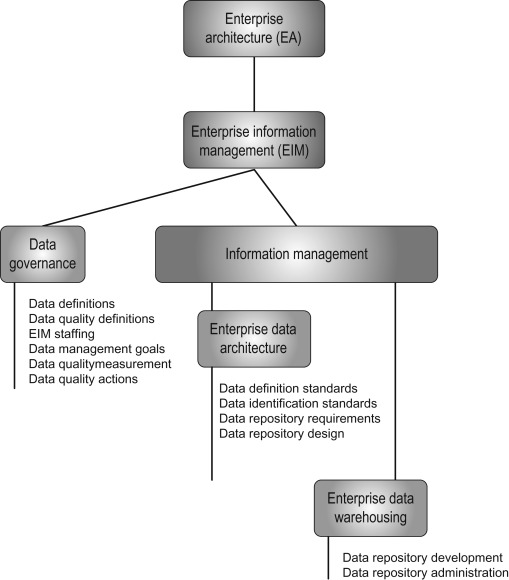 Enterprise
architecture (EA)
Enterprise information
management (EIM)
Data
governance
Information management
Data definitions
Data quality definitions
EIM staffing
Data management goals
Data qualitymeasurement
Data quality actions
Enterprise data
architecture
Data definition standards
Data identification standards
Data repository requirements
Data repository design
Enterprise data
warehousing
Data repository development
Data repository administration